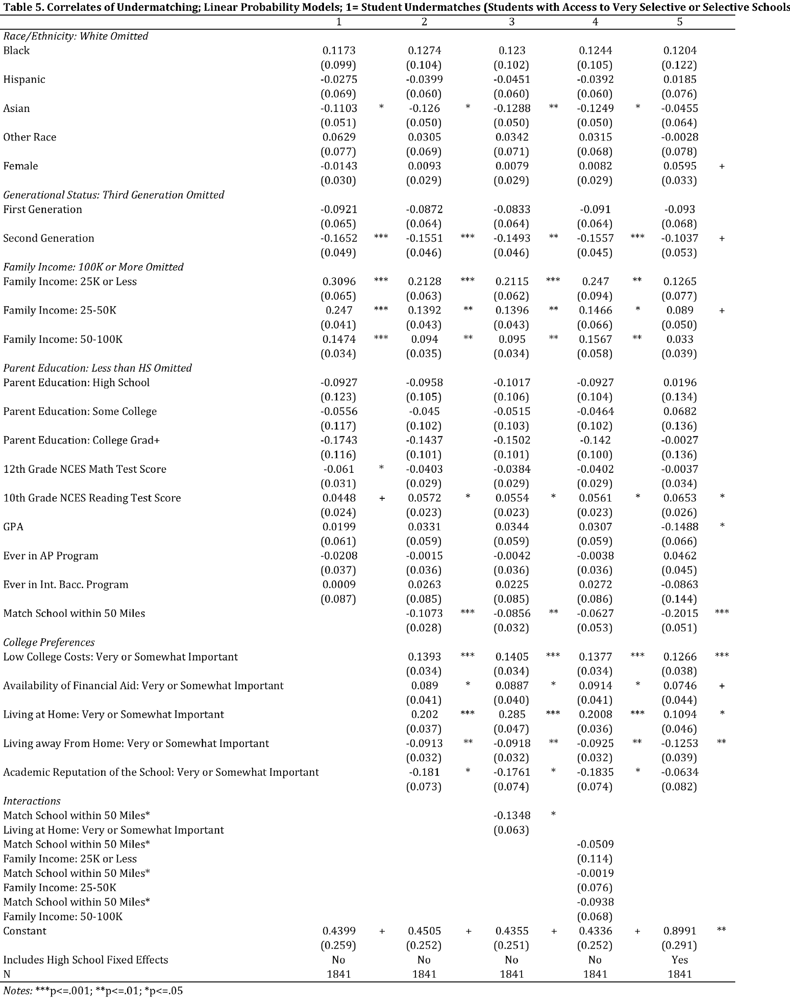 Table 5. Correlates of Undermatching; Linear Probability Models; 1= Student Undermatches (Students with Access to Very Selective or Selective Schools
1 2 3 4 5
Race/Ethnicity: White Omitted
Black 0.1173 0.1274 0.123 0.1244 0.1204
(0.099) (0.104) (0.102) (0.105) (0.122)
Hispanic -0.0275 -0.0399 -0.0451 -0.0392 0.0185
(0.069) (0.060) (0.060) (0.060) (0.076)
Asian -0.1103 * -0.126 * -0.1288 ** -0.1249 * -0.0455
(0.051) (0.050) (0.050) (0.050) (0.064)
Other Race 0.0629 0.0305 0.0342 0.0315 -0.0028
(0.077) (0.069) (0.071) (0.068) (0.078)
Female -0.0143 0.0093 0.0079 0.0082 0.0595 +
(0.030) (0.029) (0.029) (0.029) (0.033)
Generational Status: Third Generation Omitted
First Generation -0.0921 -0.0872 -0.0833 -0.091 -0.093
(0.065) (0.064) (0.064) (0.064) (0.068)
Second Generation -0.1652 *** -0.1551 *** -0.1493 ** -0.1557 *** -0.1037 +
(0.049) (0.046) (0.046) (0.045) (0.053)
Family Income: 100K or More Omitted
Family Income: 25K or Less 0.3096 *** 0.2128 *** 0.2115 *** 0.247 ** 0.1265
(0.065) (0.063) (0.062) (0.094) (0.077)
Family Income: 25-50K 0.247 *** 0.1392 ** 0.1396 ** 0.1466 * 0.089 +
(0.041) (0.043) (0.043) (0.066) (0.050)
Family Income: 50-100K 0.1474 *** 0.094 ** 0.095 ** 0.1567 ** 0.033
(0.034) (0.035) (0.034) (0.058) (0.039)
Parent Education: Less than HS Omitted
Parent Education: High School -0.0927 -0.0958 -0.1017 -0.0927 0.0196
(0.123) (0.105) (0.106) (0.104) (0.134)
Parent Education: Some College -0.0556 -0.045 -0.0515 -0.0464 0.0682
(0.117) (0.102) (0.103) (0.102) (0.136)
Parent Education: College Grad+ -0.1743 -0.1437 -0.1502 -0.142 -0.0027
(0.116) (0.101) (0.101) (0.100) (0.136)
12th Grade NCES Math Test Score -0.061 * -0.0403 -0.0384 -0.0402 -0.0037
(0.031) (0.029) (0.029) (0.029) (0.034)
10th Grade NCES Reading Test Score 0.0448 + 0.0572 * 0.0554 * 0.0561 * 0.0653 *
(0.024) (0.023) (0.023) (0.023) (0.026)
GPA 0.0199 0.0331 0.0344 0.0307 -0.1488 *
(0.061) (0.059) (0.059) (0.059) (0.066)
Ever in AP Program -0.0208 -0.0015 -0.0042 -0.0038 0.0462
(0.037) (0.036) (0.036) (0.036) (0.045)
Ever in Int. Bacc. Program 0.0009 0.0263 0.0225 0.0272 -0.0863
(0.087) (0.085) (0.085) (0.086) (0.144)
Match School within 50 Miles -0.1073 *** -0.0856 ** -0.0627 -0.2015 ***
(0.028) (0.032) (0.053) (0.051)
College Preferences
Low College Costs: Very or Somewhat Important 0.1393 *** 0.1405 *** 0.1377 *** 0.1266 ***
(0.034) (0.034) (0.034) (0.038)
Availability of Financial Aid: Very or Somewhat Important 0.089 * 0.0887 * 0.0914 * 0.0746 +
(0.041) (0.040) (0.041) (0.044)
Living at Home: Very or Somewhat Important 0.202 *** 0.285 *** 0.2008 *** 0.1094 *
(0.037) (0.047) (0.036) (0.046)
Living away From Home: Very or Somewhat Important -0.0913 ** -0.0918 ** -0.0925 ** -0.1253 **
(0.032) (0.032) (0.032) (0.039)
Academic Reputation of the School: Very or Somewhat Important -0.181 * -0.1761 * -0.1835 * -0.0634
(0.073) (0.074) (0.074) (0.082)
Interactions
Match School within 50 Miles* -0.1348 *
Living at Home: Very or Somewhat Important (0.063)
Match School within 50 Miles* -0.0509
Family Income: 25K or Less (0.114)
Match School within 50 Miles* -0.0019
Family Income: 25-50K (0.076)
Match School within 50 Miles* -0.0938
Family Income: 50-100K (0.068)
Constant 0.4399 + 0.4505 + 0.4355 + 0.4336 + 0.8991 **
(0.259) (0.252) (0.251) (0.252) (0.291)
Includes High School Fixed Effects No No No No Yes
N 1841 1841 1841 1841 1841
Notes: ***p<=.001; **p<=.01; *p<=.05